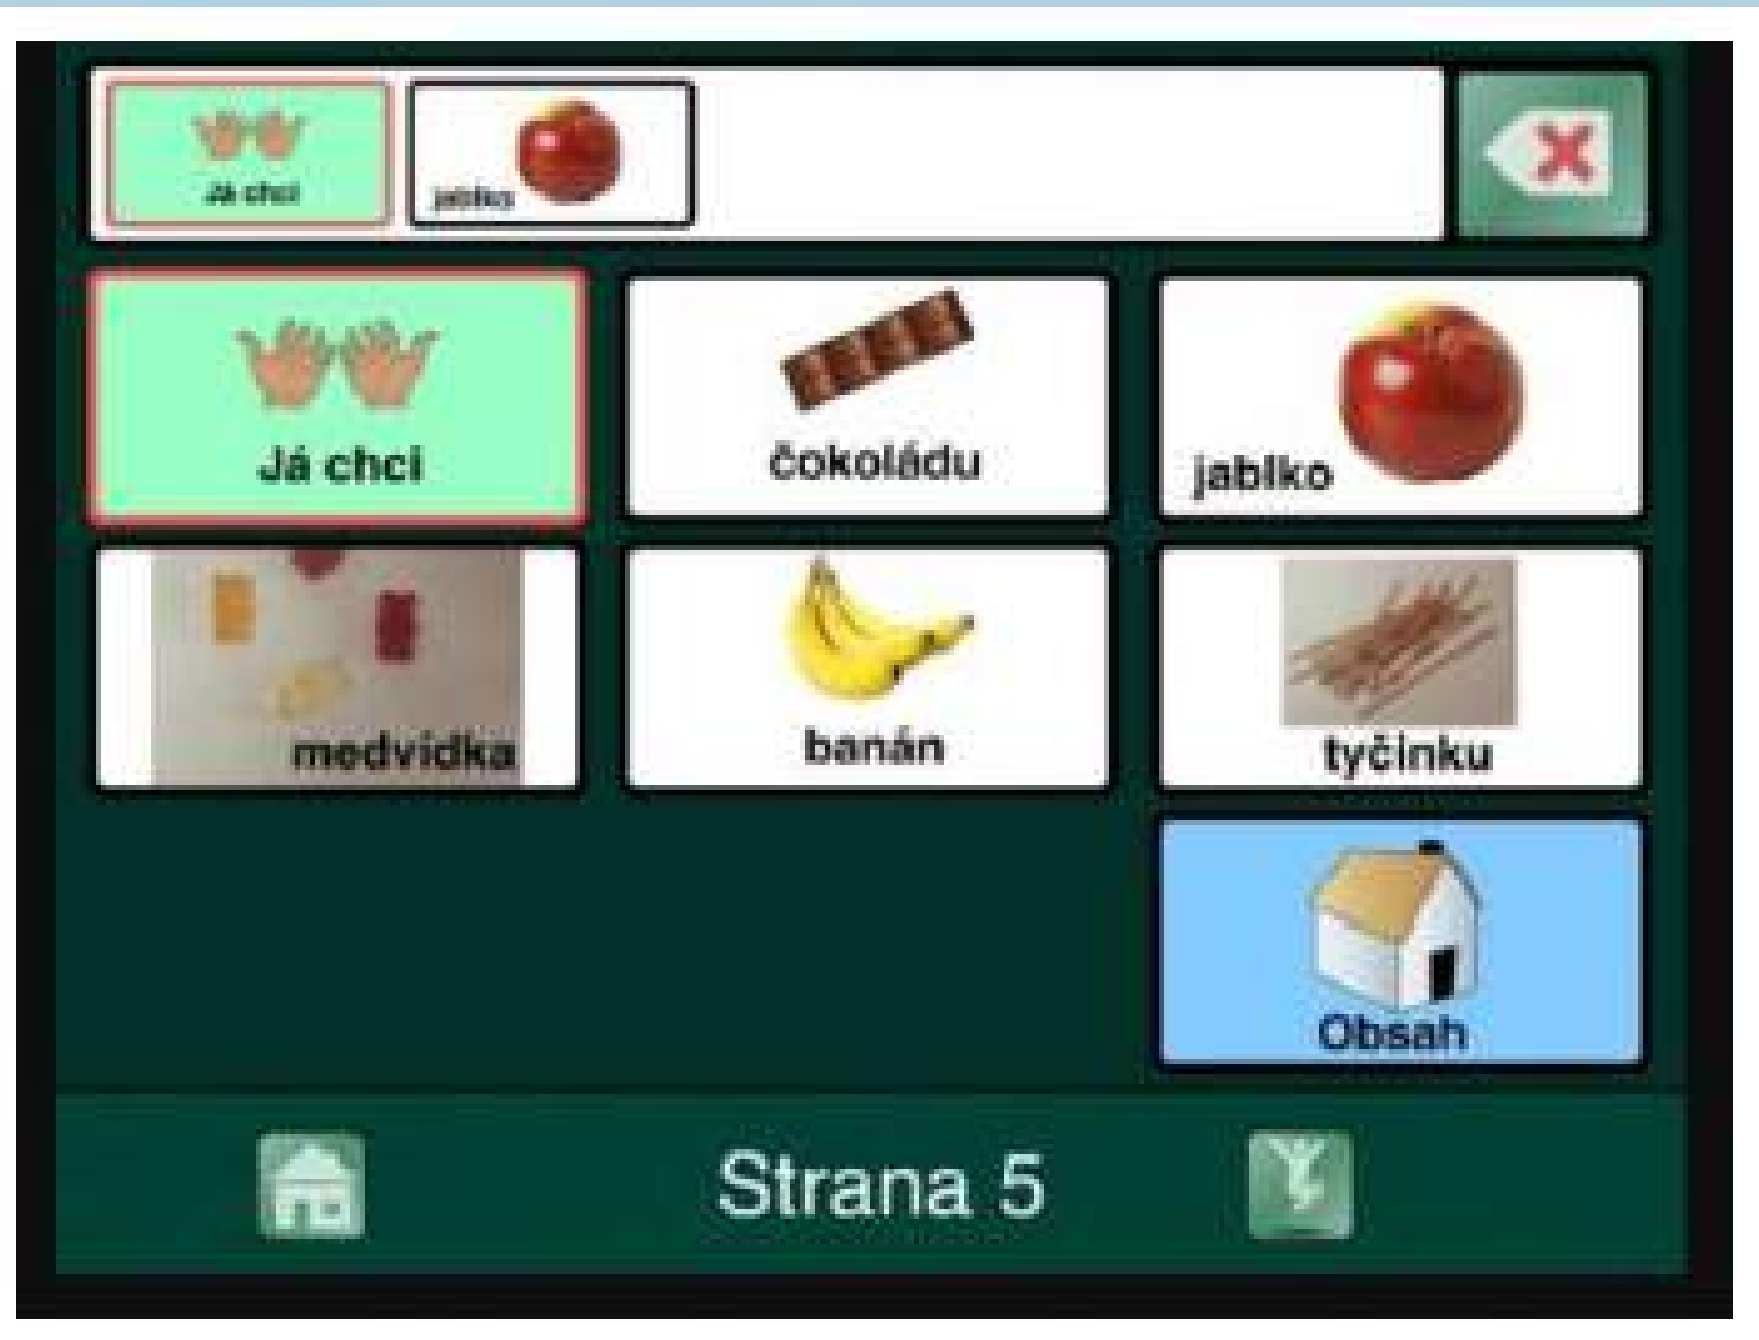 Já chci
jablko
Já chci
čokoládu
jablko
medvídka
banán
tyčinku
Obsah
Strana 5